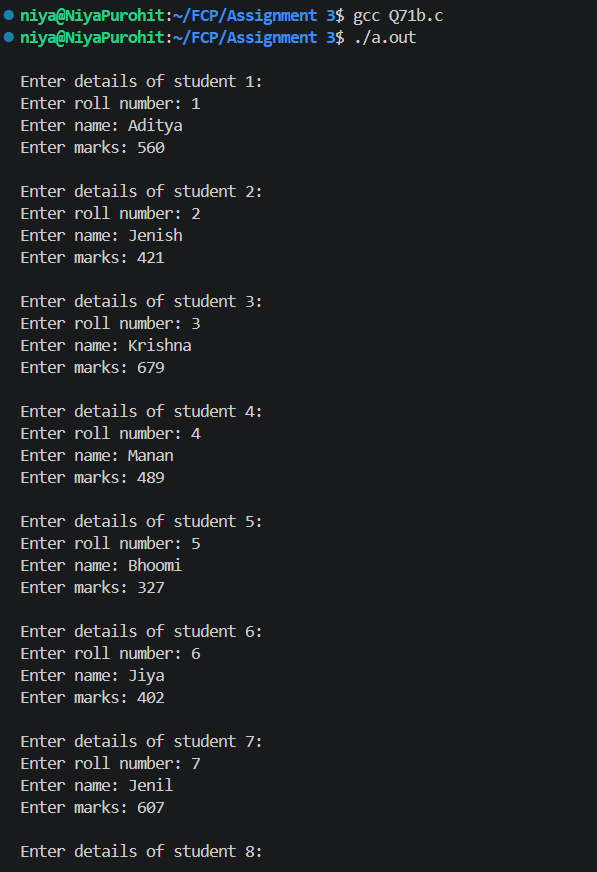 niya@NiyaPurohit:~/FCP/Assignment 3$ gcc Q71b.c
niya@NiyaPurohit:~/FCP/Assignment 3$ ./a.out
Enter details of student 1:
Enter roll number: 1
Enter name: Aditya
Enter marks: 560
Enter details of student 2:
Enter roll number: 2
Enter name: Jenish
Enter marks: 421
Enter details of student 3:
Enter roll number: 3
Enter name: Krishna
Enter marks: 679
Enter details of student 4:
Enter roll number: 4
Enter name: Manan
Enter marks: 489
Enter details of student 5:
Enter roll number: 5
Enter name: Bhoomi
Enter marks: 327
Enter details of student 6:
Enter roll number: 6
Enter name: Jiya
Enter marks: 402
Enter details of student 7:
Enter roll number: 7
Enter name: Jenil
Enter marks: 607
Enter details of student 8: